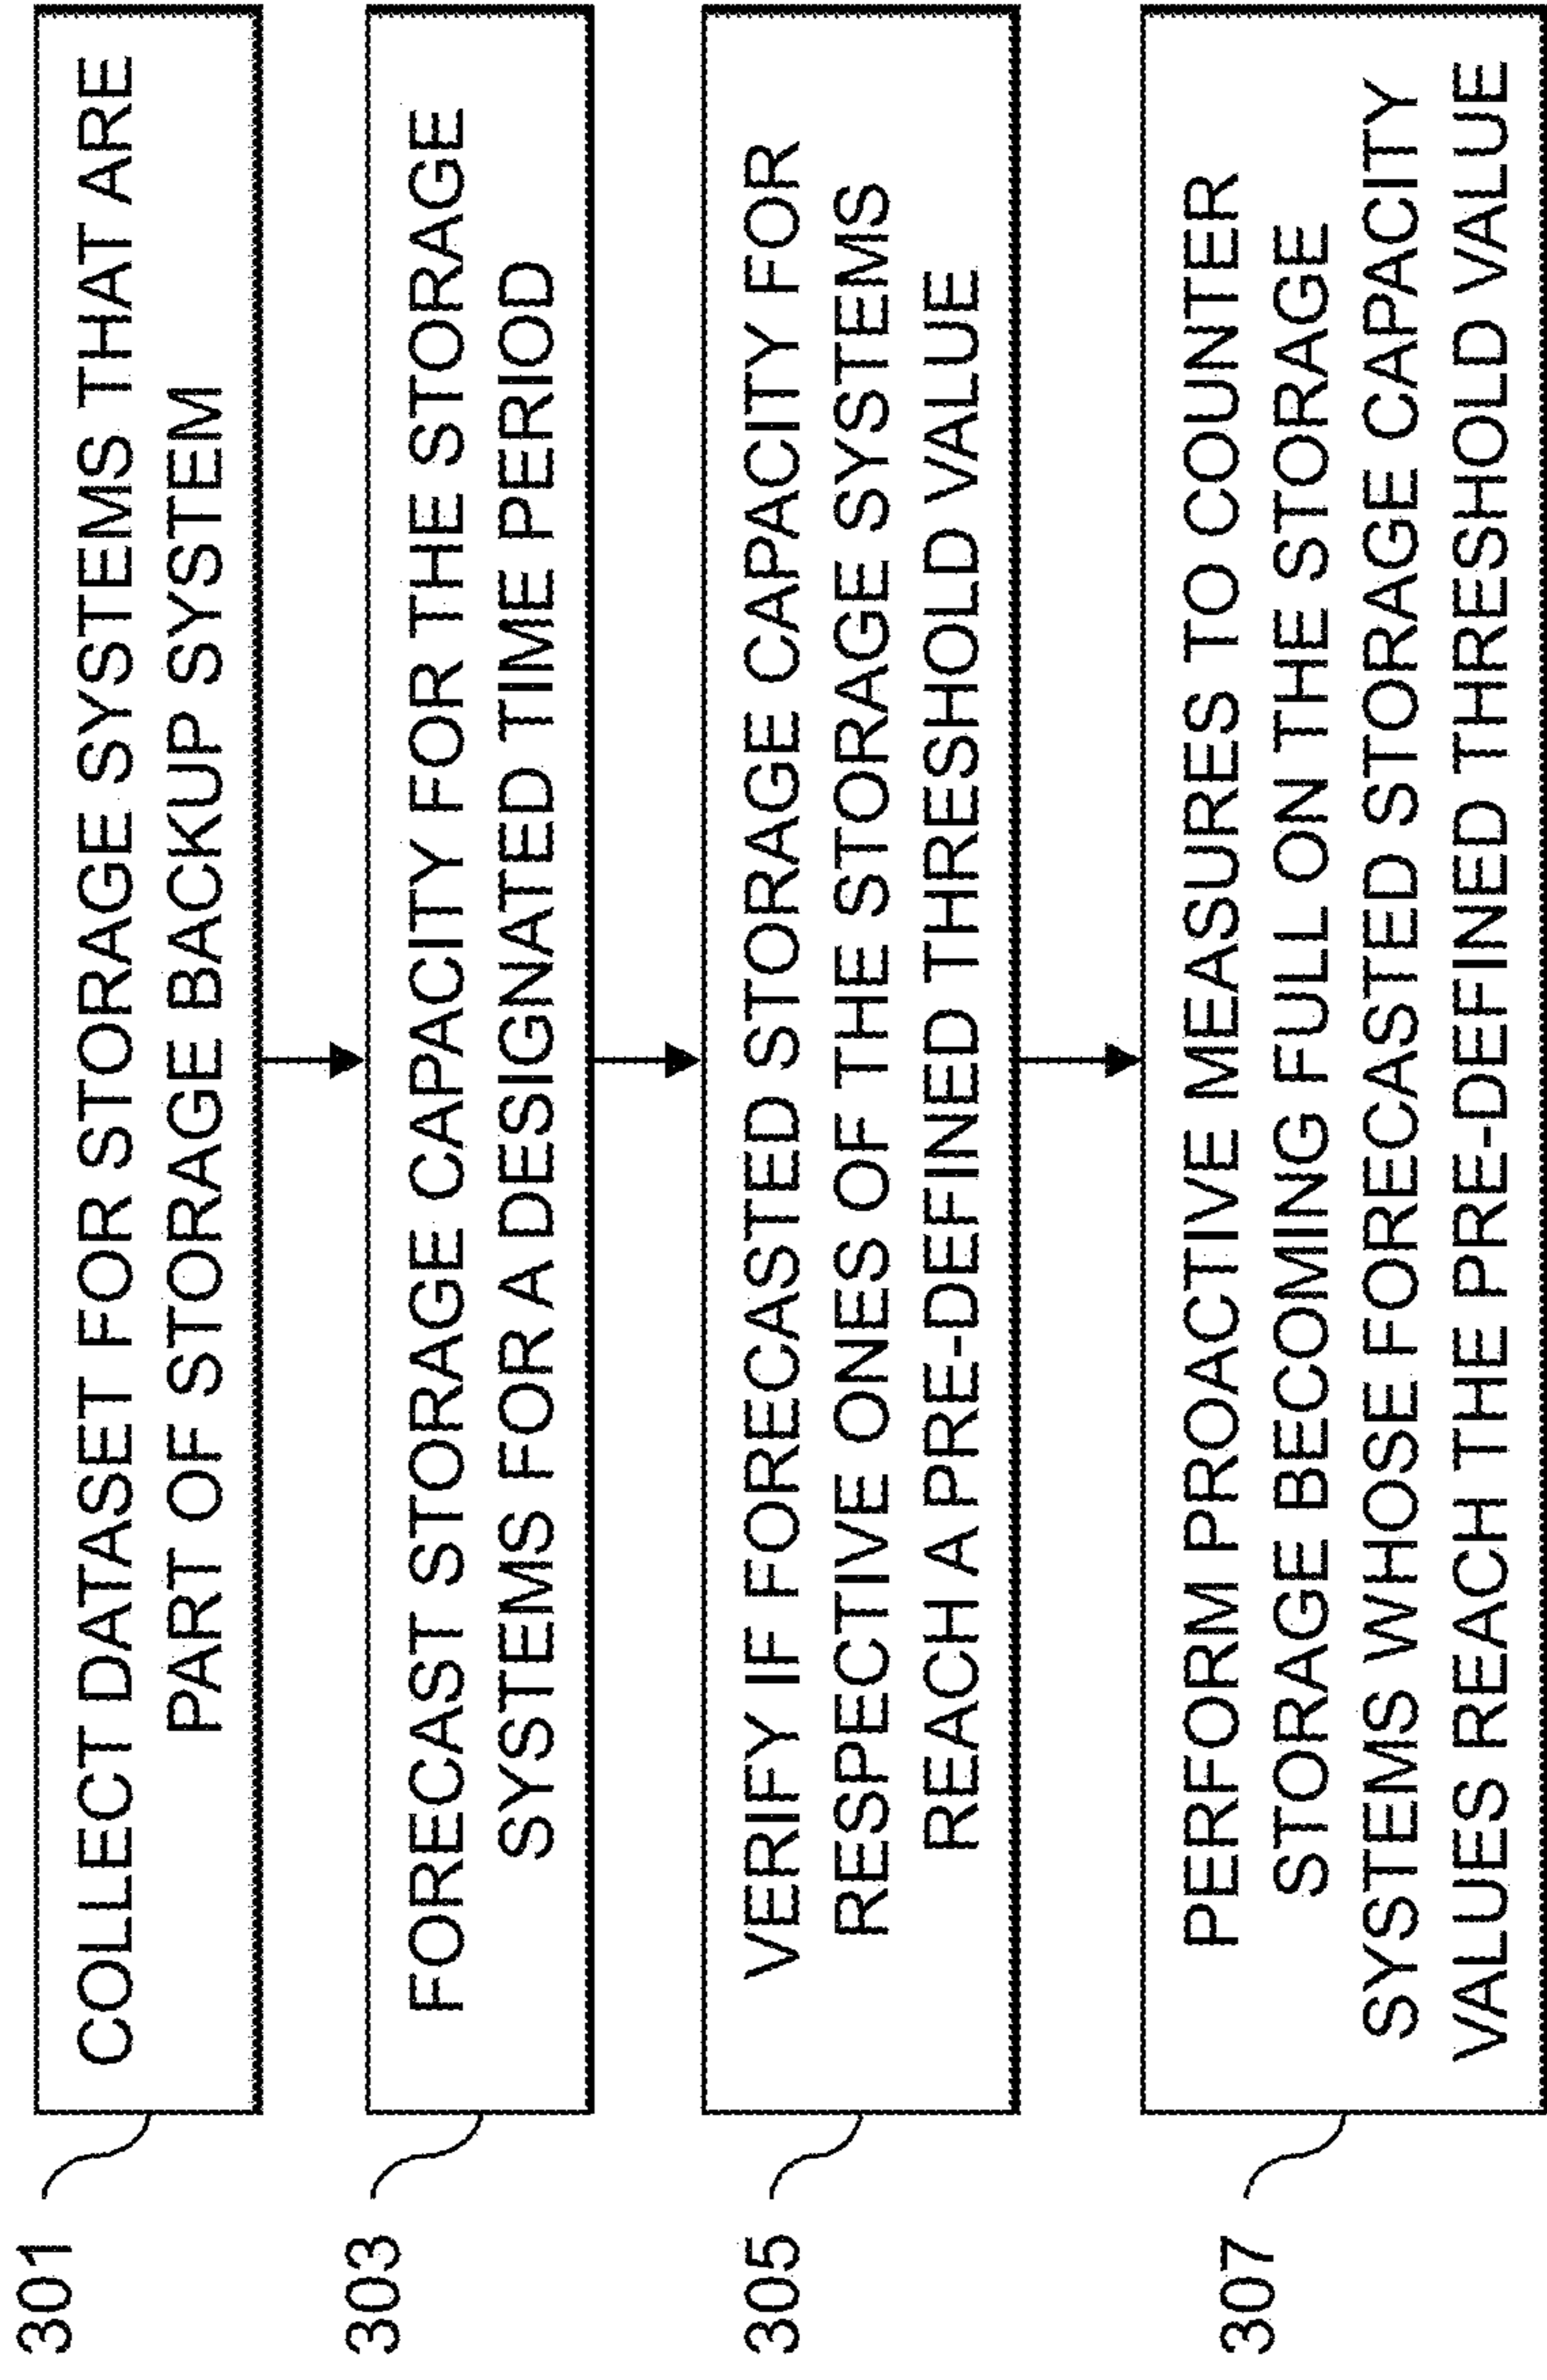 301
COLLECT DATASET FOR STORAGE SYSTEMS THAT ARE
PART OF STORAGE BACKUP SYSTEM
303
FORECAST STORAGE CAPACITY FOR THE STORAGE
SYSTEMS FOR A DESIGNATED TIME PERIOD
305
VERIFY IF FORECASTED STORAGE CAPACITY FOR
RESPECTIVE ONES OF THE STORAGE SYSTEMS
REACH A PRE-DEFINED THRESHOLD VALUE
307
PERFORM PROACTIVE MEASURES TO COUNTER
STORAGE BECOMING FULL ON THE STORAGE
SYSTEMS WHOSE FORECASTED STORAGE CAPACITY
VALUES REACH THE PRE-DEFINED THRESHOLD VALUE